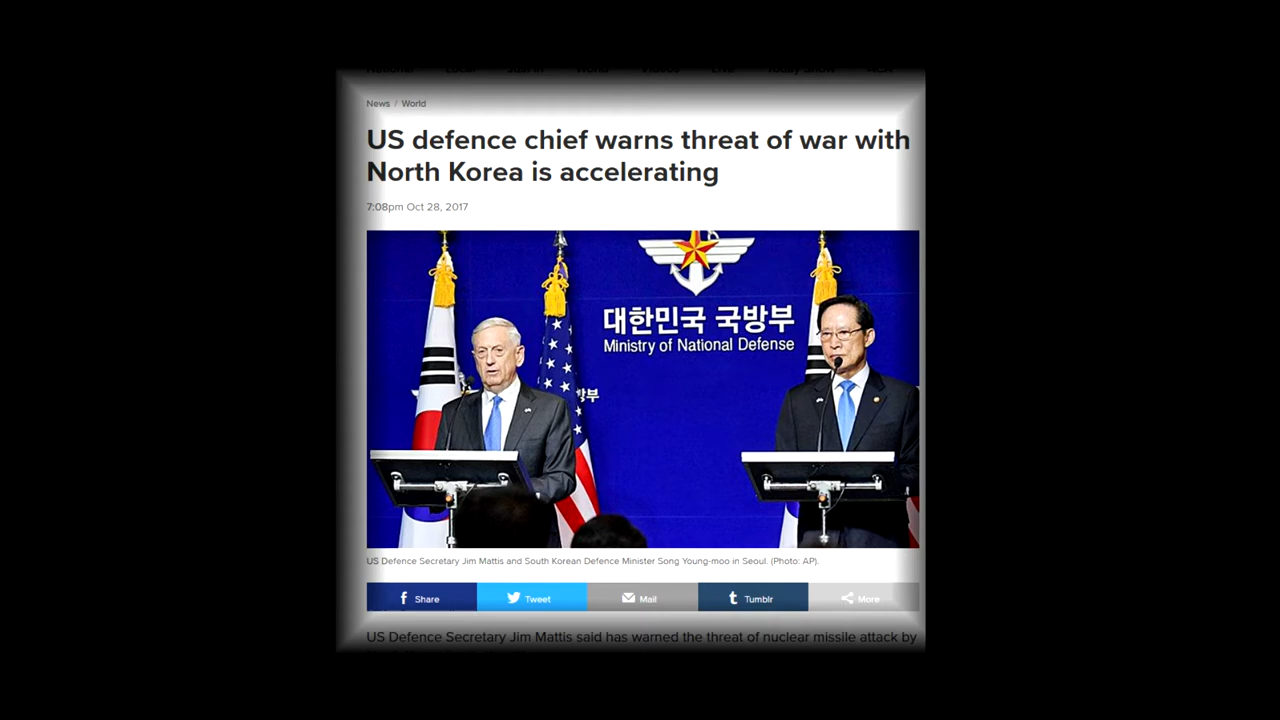 News / World
US defence chief warns threat of war with
North Korea is accelerating
7:08pm Oct 28, 2017
대한민국 국방부
Ministry of National Defense
방부
US Defence Secretary Jim Mattis and South Korean Defence Minister Song Young-moo in Seoul. (Photo: AP).
Share Tweet Mail Tumblr More
US Defence Secretary Jim Mattis said has warned the threat of nuclear missile attack by